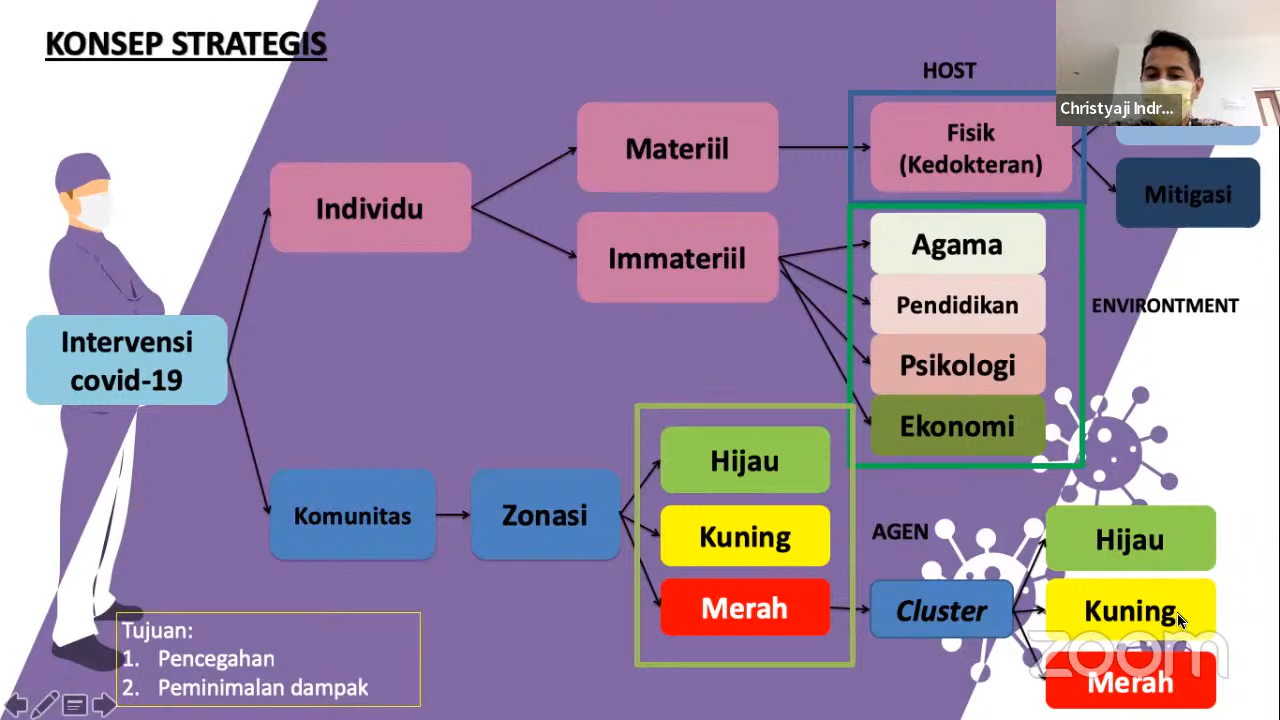 KONSEP STRATEGIS
HOST
Christyaji Indr...
Materiil
Fisik
(Kedokteran)
Mitigasi
Individu
Immateriil
Agama
Pendidikan
Psikologi
Ekonomi
ENVIRONTMENT
Intervensi
covid-19
Komunitas
Zonasi
Hijau
Kuning
Merah
AGEN
Cluster
Hijau
Kuning
Merah
zoom
Tujuan:
1. Pencegahan
2. Peminimalan dampak